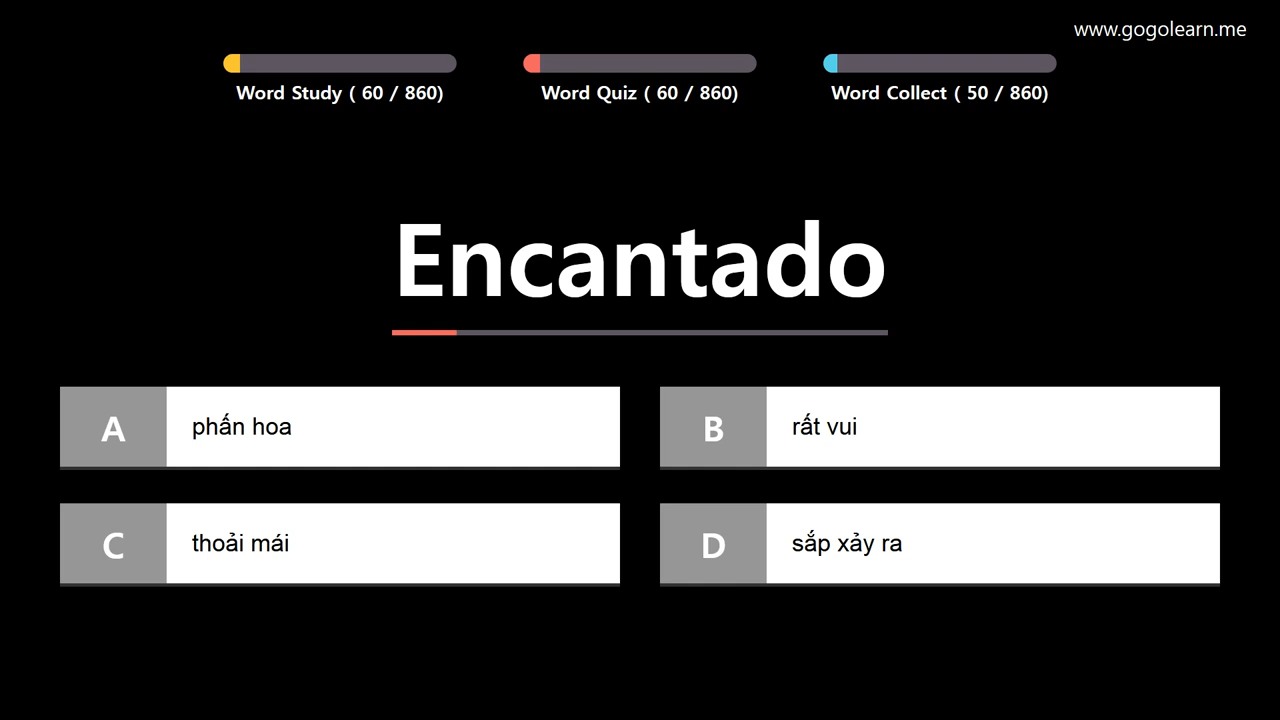 www.gogolearn.me
Word Study ( 60 / 860)
Word Quiz ( 60 / 860)
Word Collect ( 50 / 860)
Encantado
A phấn hoa
B rất vui
C thoải mái
D sắp xảy ra